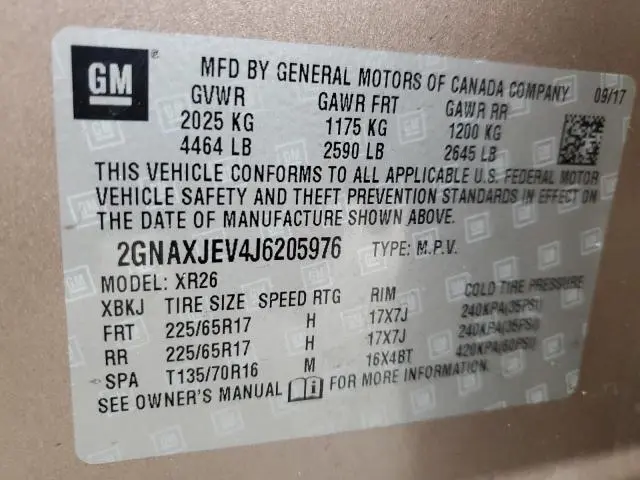 GM ®
MFD BY GENERAL MOTORS OF CANADA COMPANY 09/17
GVWR GAWR FRT GAWR RR
2025 KG 1175 KG 1200 KG
4464 LB 2590 LB 2645 LB
THIS VEHICLE CONFORMS TO ALL APPLICABLE U.S. FEDERAL MOTOR
VEHICLE SAFETY AND THEFT PREVENTION STANDARDS IN EFFECT ON
THE DATE OF MANUFACTURE SHOWN ABOVE.
2GNAXJEV4J6205976 TYPE: M.P.V.
MODEL: XR26
XBKJ TIRE SIZE SPEED RTG RIM COLD TIRE PRESSURE
FRT 225/65R17 H 17X7J 240KPA(35PSI)
RR 225/65R17 H 17X7J 240KPA(35PSI)
SPA T135/70R16 M 16X4BT 420KPA(60PSI)
SEE OWNER'S MANUAL FOR MORE INFORMATION.